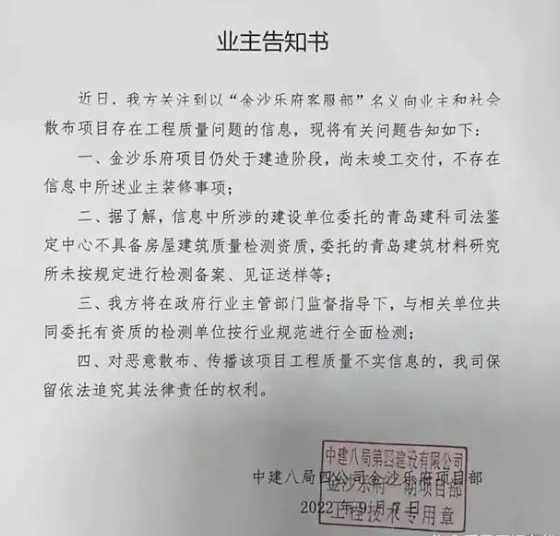 业主告知书
近日，我方关注到以“金沙乐府客服部”名义向业主和社会
散布项目存在工程质量问题的信息，现将有关问题告知如下：
一、金沙乐府项目仍处于建造阶段，尚未竣工交付，不存在
信息中所述业主装修事项；
二、据了解，信息中所涉的建设单位委托的青岛建科司法鉴
定中心不具备房屋建筑质量检测资质，委托的青岛建筑材料研究
所未按规定进行检测备案、见证送样等；
三、我方将在政府行业主管部门监督指导下，与相关单位共
同委托有资质的检测单位按行业规范进行全面检测；
四、对恶意散布、传播该项目工程质量不实信息的，我司保
留依法追究其法律责任的权利。
中建八局第四建设有限公司
金沙乐府一期项目部
工程技术专用章
中建八局四公司金沙乐府项目部
2022年9月7日